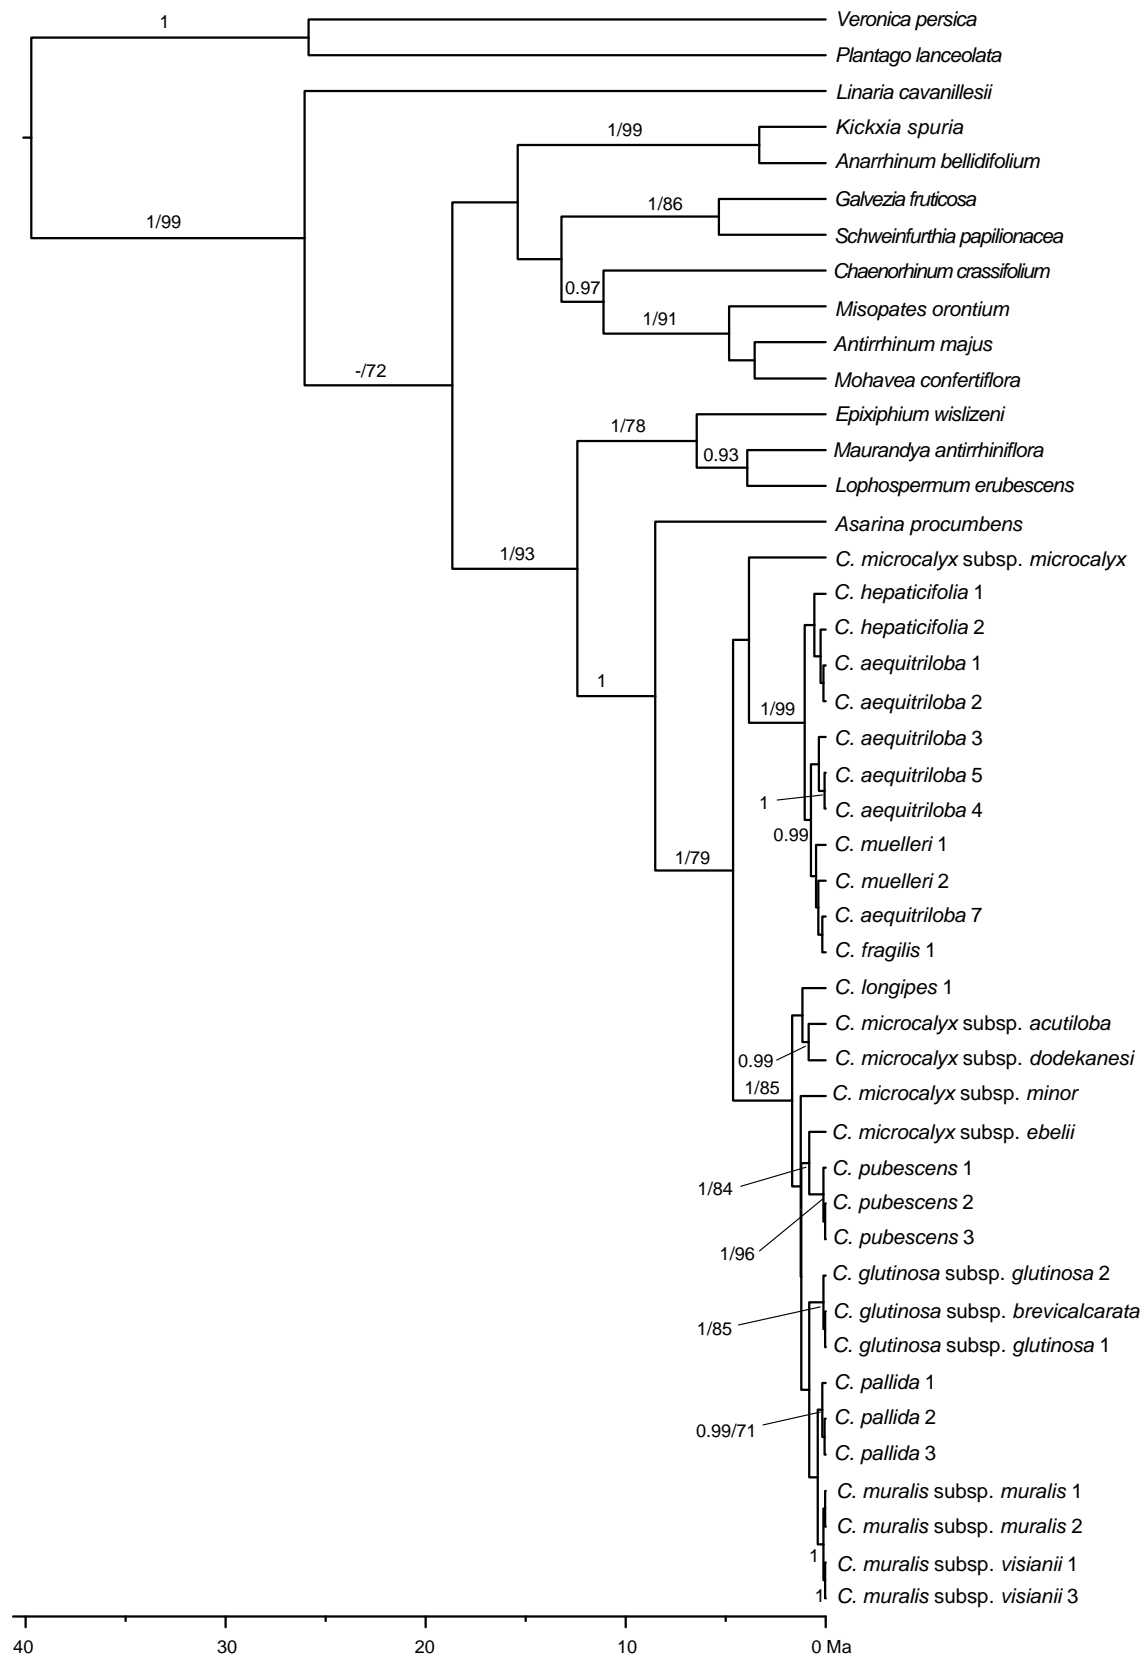 1
Veronica persica
Plantago lanceolata
Linaria cavanillesii
1/99
Kickxia spuria
Anarrhinum bellidifolium
1/86
Galvezia fruticosa
1/99
Schweinfurthia papilionacea
Chaenorhinum crassifolium
0.97
Misopates orontium
1/91
Antirrhinum majus
-/72
Mohavea confertiflora
Epixiphium wislizeni
1/78
Maurandya antirrhiniflora
0.93
Lophospermum erubescens
Asarina procumbens
1/93
C. microcalyx subsp. microcalyx
C. hepaticifolia 1
C. hepaticifolia 2
C. aequitriloba 1
1
C. aequitriloba 2
1/99
C. aequitriloba 3
C. aequitriloba 5
1
C. aequitriloba 4
0.99
C. muelleri 1
1/79
C. muelleri 2
C. aequitriloba 7
C. fragilis 1
C. longipes 1
C. microcalyx subsp. acutiloba
0.99
C. microcalyx subsp. dodekanesi
1/85
C. microcalyx subsp. minor
C. microcalyx subsp. ebelii
C. pubescens 1
1/84
C. pubescens 2
C. pubescens 3
1/96
C. glutinosa subsp. glutinosa 2
C. glutinosa subsp. brevicalcarata
1/85
C. glutinosa subsp. glutinosa 1
C. pallida 1
C. pallida 2
0.99/71
C. pallida 3
C. muralis subsp. muralis 1
C. muralis subsp. muralis 2
1
C. muralis subsp. visianii 1
1
C. muralis subsp. visianii 3
40 30 20 10 0 Ma